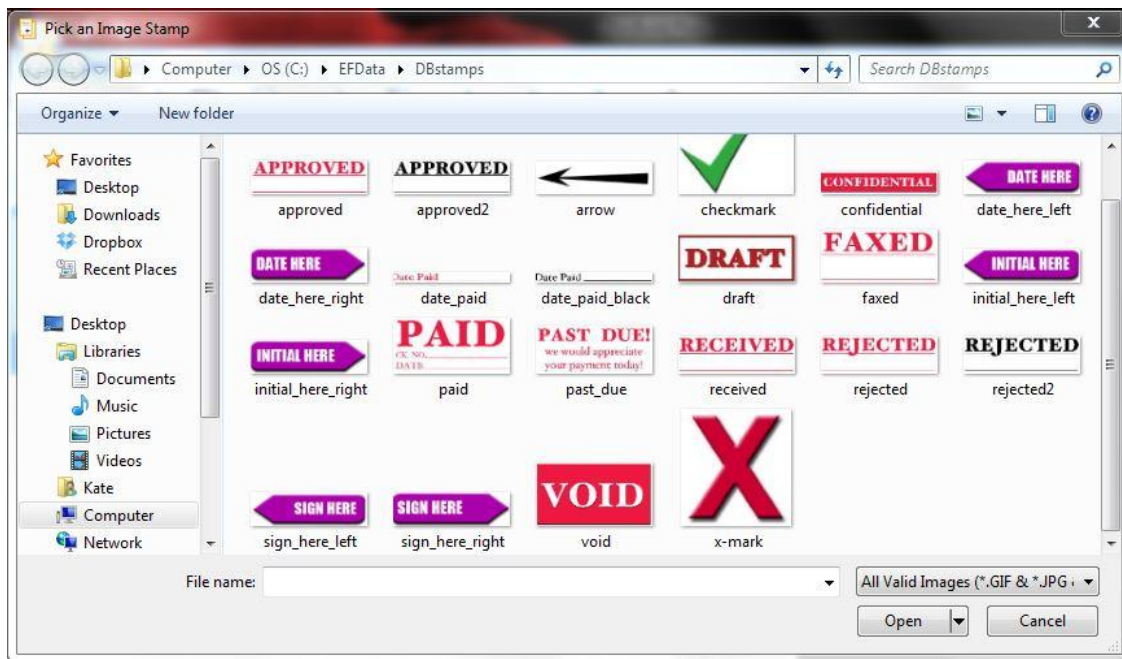 Pick an Image Stamp
x
Computer OS (C:) EFData DBstamps
Search DBstamps
Organize New folder
Favorites
Desktop
Downloads
Dropbox
Recent Places
Desktop
Libraries
Documents
Music
Pictures
Videos
Kate
Computer
Network
APPROVED APPROVED CONFIDENTIAL DATE HERE
approved approved2 arrow checkmark confidential date_here_left
DATE HERE Date Paid Date Paid DRAFT FAXED INITIAL HERE
date_here_right date_paid date_paid_black draft faxed initial_here_left
INITIAL HERE
PAID
CK NO.
DATE
PAST DUE!
we would appreciate
your payment today!
RECEIVED REJECTED REJECTED
initial_here_right paid past_due received rejected rejected2
SIGN HERE SIGN HERE VOID X
sign_here_left sign_here_right void x-mark
File name:
All Valid Images (*.GIF & *.JPG
Open Cancel